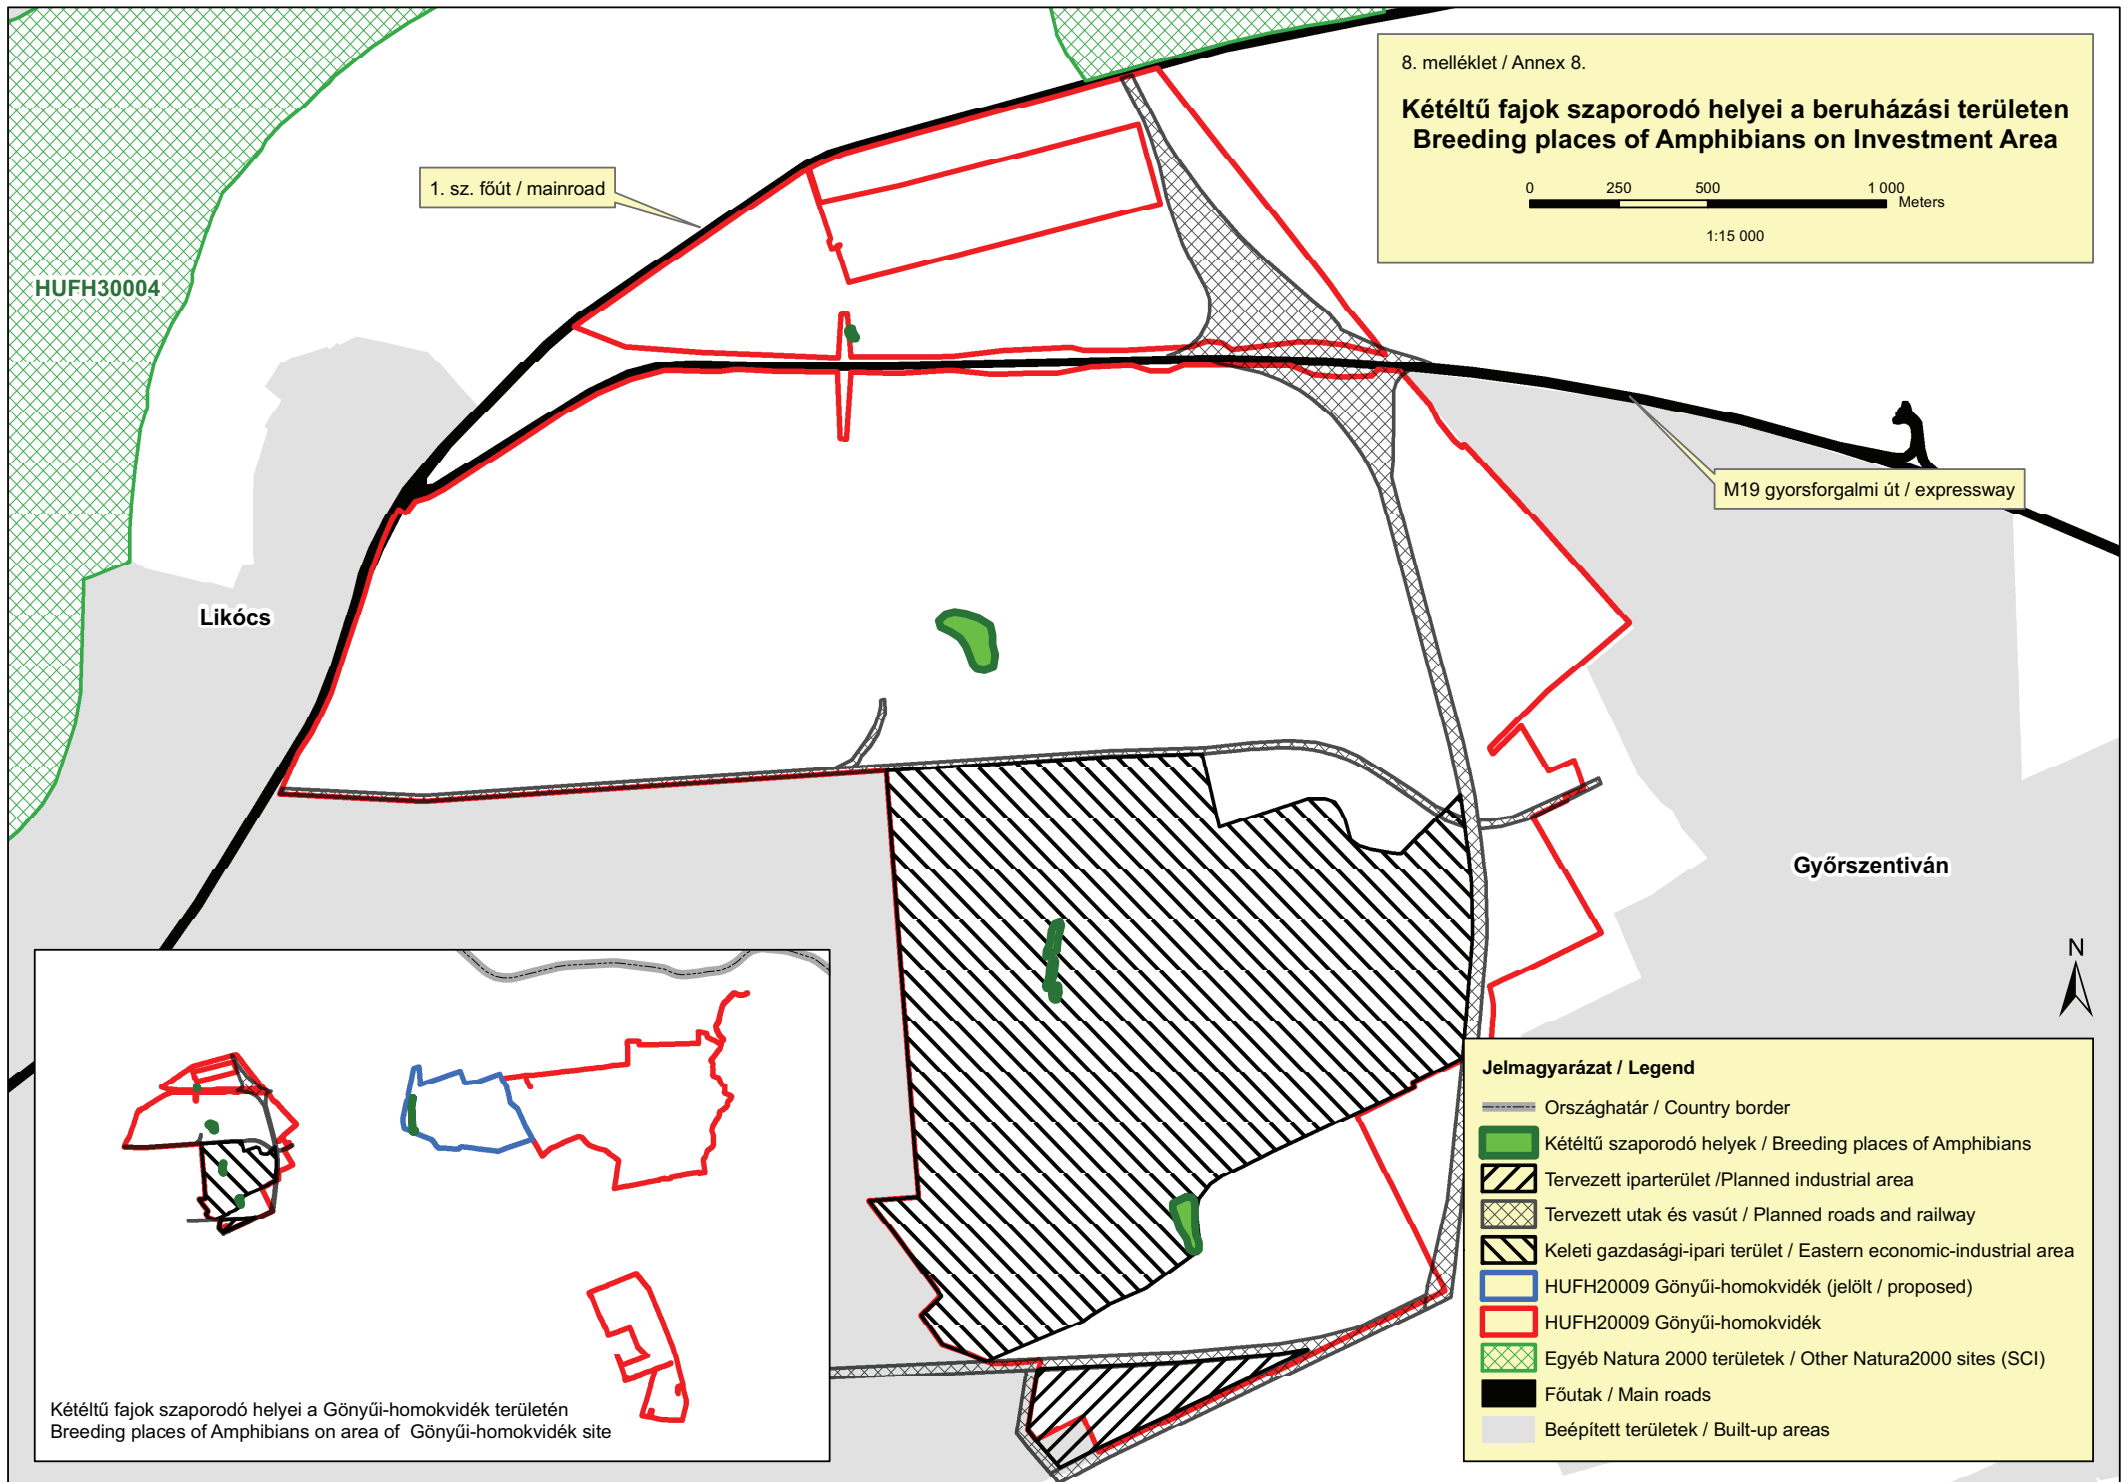 8. melléklet / Annex 8.
Kétéltű fajok szaporodó helyei a beruházási területen
Breeding places of Amphibians on Investment Area
0 250 500 1 000
Meters
1:15 000
1. sz. főút / mainroad
HUFH30004
M19 gyorsforgalmi út / expressway
Likócs
Győrszentiván
N
Jelmagyarázat / Legend
Országhatár / Country border
Kétéltű szaporodó helyek / Breeding places of Amphibians
Tervezett iparterület /Planned industrial area
Tervezett utak és vasút / Planned roads and railway
Keleti gazdasági-ipari terület / Eastern economic-industrial area
HUFH20009 Gönyűi-homokvidék (jelölt / proposed)
HUFH20009 Gönyűi-homokvidék
Egyéb Natura 2000 területek / Other Natura2000 sites (SCI)
Főutak / Main roads
Beépített területek / Built-up areas
Kétéltű fajok szaporodó helyei a Gönyűi-homokvidék területén
Breeding places of Amphibians on area of Gönyűi-homokvidék site